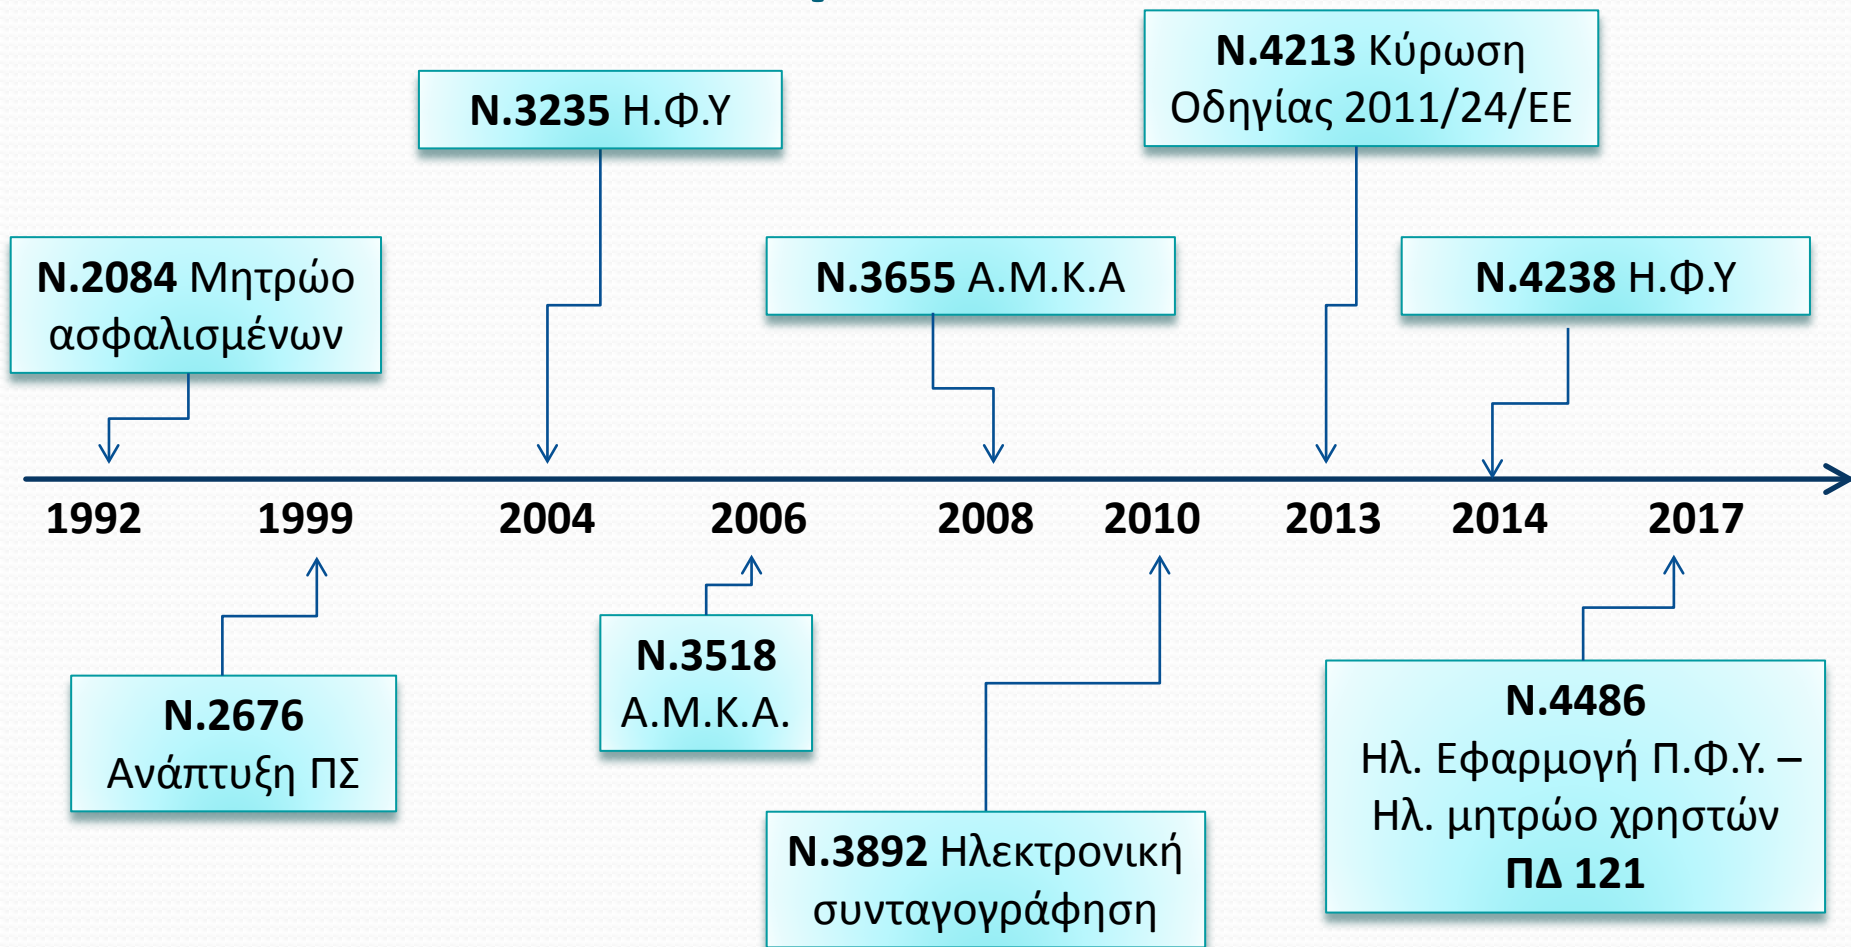 Ν.4213 Κύρωση
Οδηγίας 2011/24/ΕΕ
Ν.3235 Η.Φ.Υ
Ν.2084 Μητρώο
ασφαλισμένων
Ν.3655 Α.Μ.Κ.Α
Ν.4238 Η.Φ.Υ
1992 1999 2004 2006 2008 2010 2013 2014 2017
Ν.2676
Ανάπτυξη ΠΣ
Ν.3518
Α.Μ.Κ.Α.
Ν.3892 Ηλεκτρονική
συνταγογράφηση
Ν.4486
Ηλ. Εφαρμογή Π.Φ.Υ. –
Ηλ. μητρώο χρηστών
ΠΔ 121